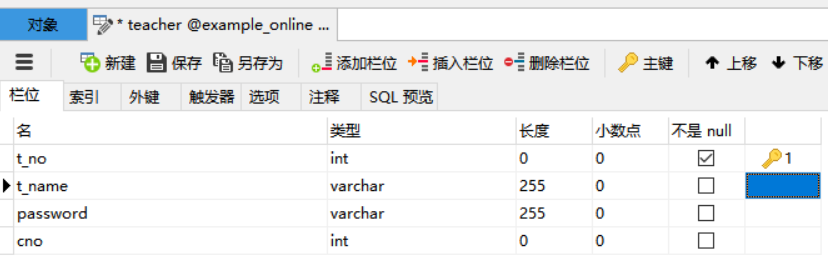 对象 * teacher @example_online ...
新建 保存 另存为 添加栏位 插入栏位 删除栏位 主键 上移 下移
栏位 索引 外键 触发器 选项 注释 SQL 预览
名 类型 长度 小数点 不是 null
t_no int 0 0 1
t_name varchar 255 0
password varchar 255 0
cno int 0 0